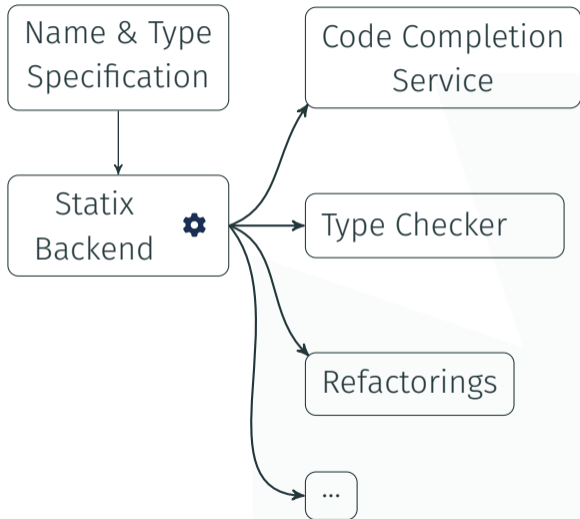 Name & Type
Specification
Code Completion
Service
Statix
Backend
Type Checker
Refactorings
...